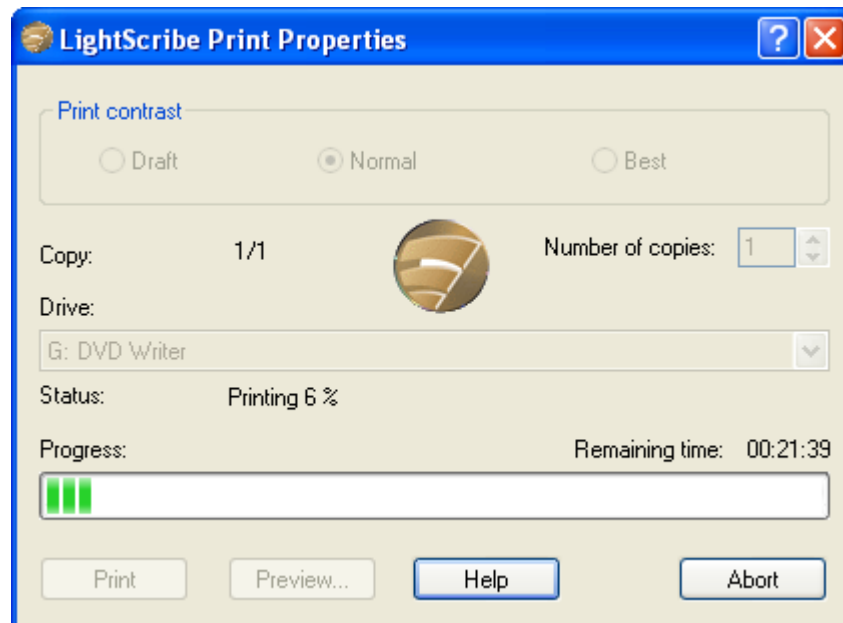 LightScribe Print Properties
Print contrast
Draft Normal Best
Copy: 1/1 Number of copies: 1
Drive:
G: DVD Writer
Status: Printing 6 %
Progress: Remaining time: 00:21:39
Print Preview... Help Abort